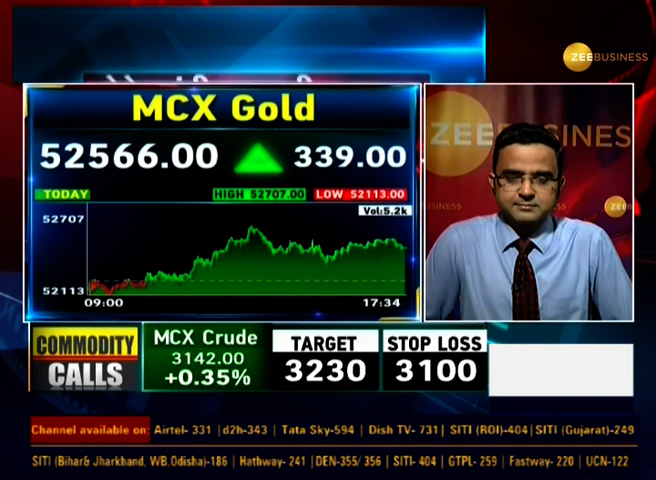 ZEEBUSINESS
MCX Gold
52566.00 339.00
TODAY HIGH 52707.00 LOW 52113.00
Vol:5.2k
52707
52113
09:00 17:34
ZEE BUSINES
BUSINESS
ZEE
COMMODITY
CALLS
MCX Crude
3142.00
+0.35%
TARGET
3230
STOP LOSS
3100
Channel available on: Airtel- 331 | d2h-343 | Tata Sky-594 | Dish TV- 731 | SITI (ROI)-404 | SITI (Gujarat)-249
SITI (Bihar& Jharkhand, WB,Odisha)-186 | Hathway- 241 | DEN-355/ 356 | SITI- 404 | GTPL- 259 | Fastway- 220 | UCN-122